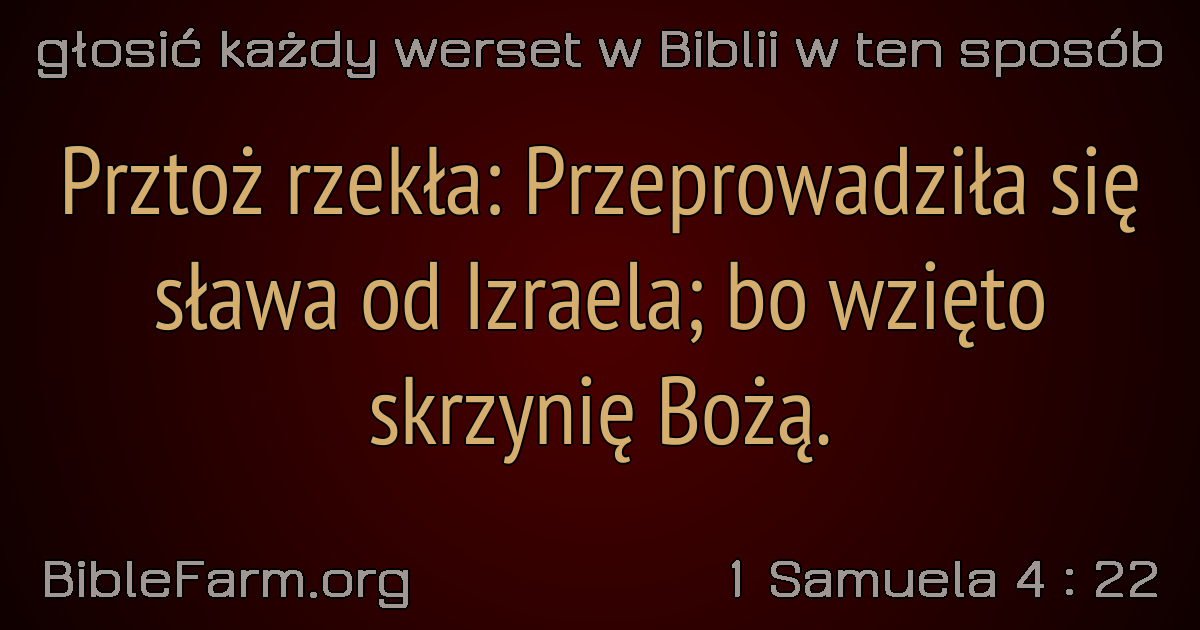 głosić każdy werset w Biblii w ten sposób
Prztoż rzekła: Przeprowadziła się
sława od Izraela; bo wzięto
skrzynię Bożą.
BibleFarm.org
1 Samuela 4 : 22